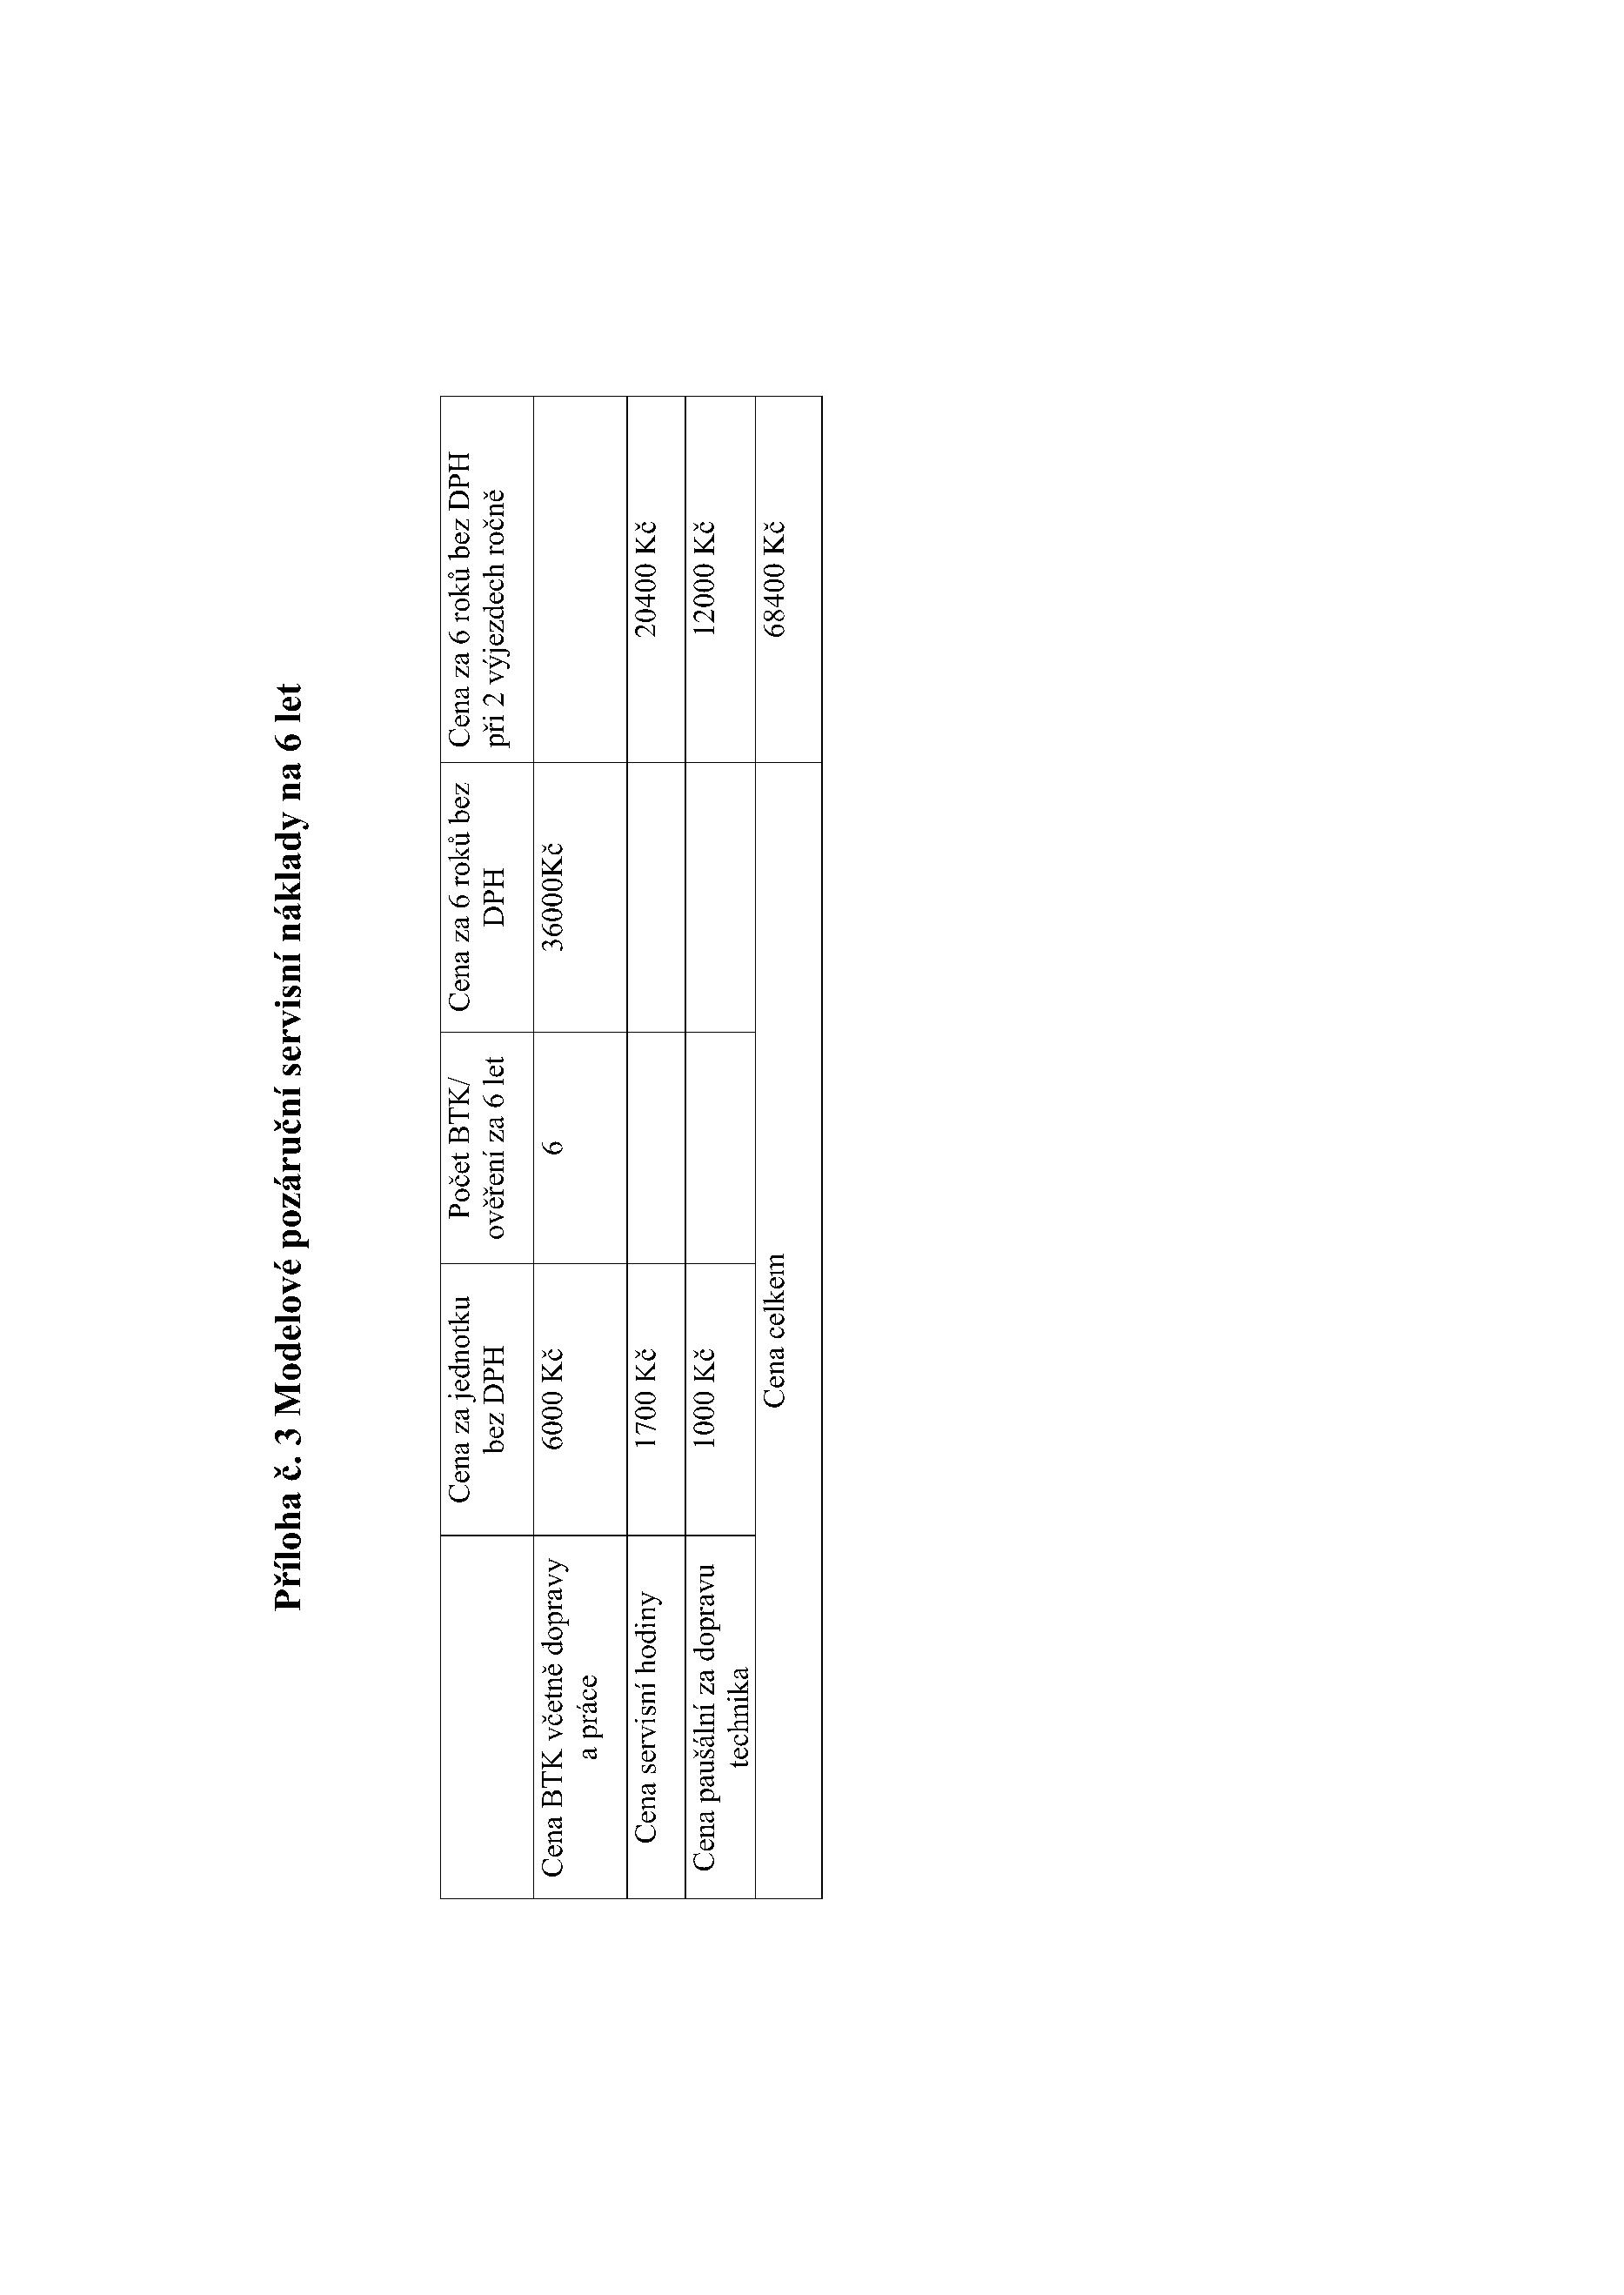 Příloha č. 3 Modelové pozáruční servisní náklady na 6 let
Cena za jednotku
bez DPH
Počet BTK/
ověření za 6 let
Cena za 6 roků bez
DPH
Cena za 6 roků bez DPH
při 2 výjezdech ročně
Cena BTK včetně dopravy
a práce
6000 Kč
6
36000Kč
Cena servisní hodiny
1700 Kč
20400 Kč
Cena paušální za dopravu
technika
1000 Kč
12000 Kč
Cena celkem
68400 Kč